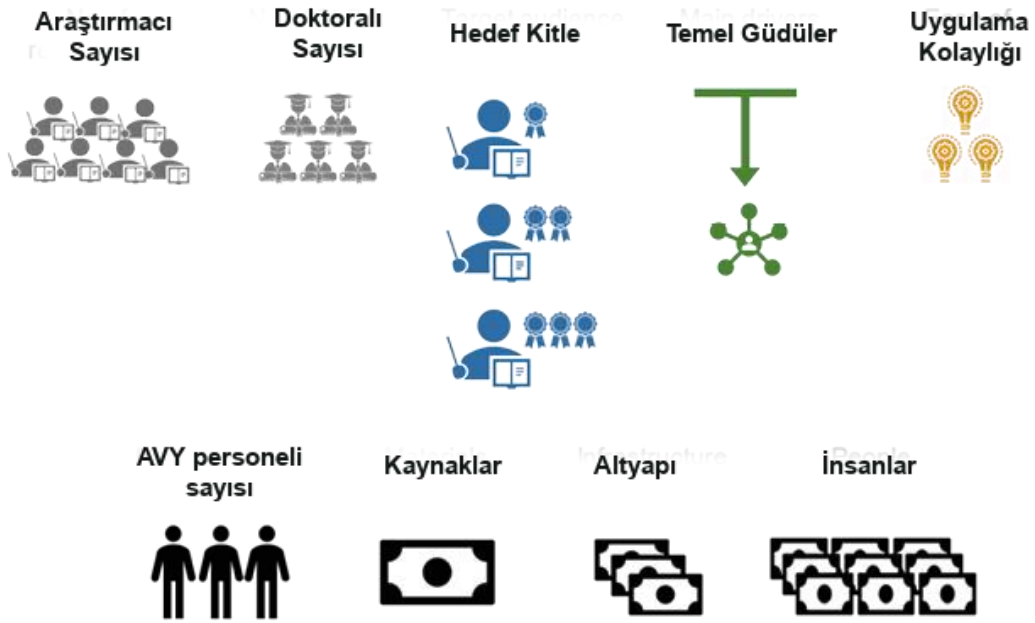 Araştırmacı
Sayısı
Doktoralı
Sayısı
Hedef Kitle
Temel Güdüler
Uygulama
Kolaylığı
AVY personeli
sayısı
Kaynaklar
Altyapı
İnsanlar